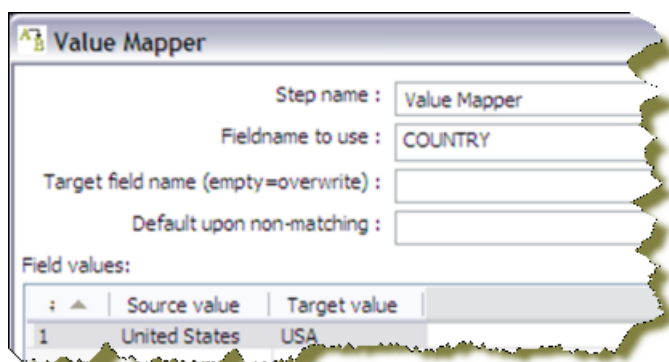 Value Mapper
Step name : Value Mapper
Fieldname to use : COUNTRY
Target field name (empty=overwrite) :
Default upon non-matching :
Field values:
Source value Target value
1 United States USA